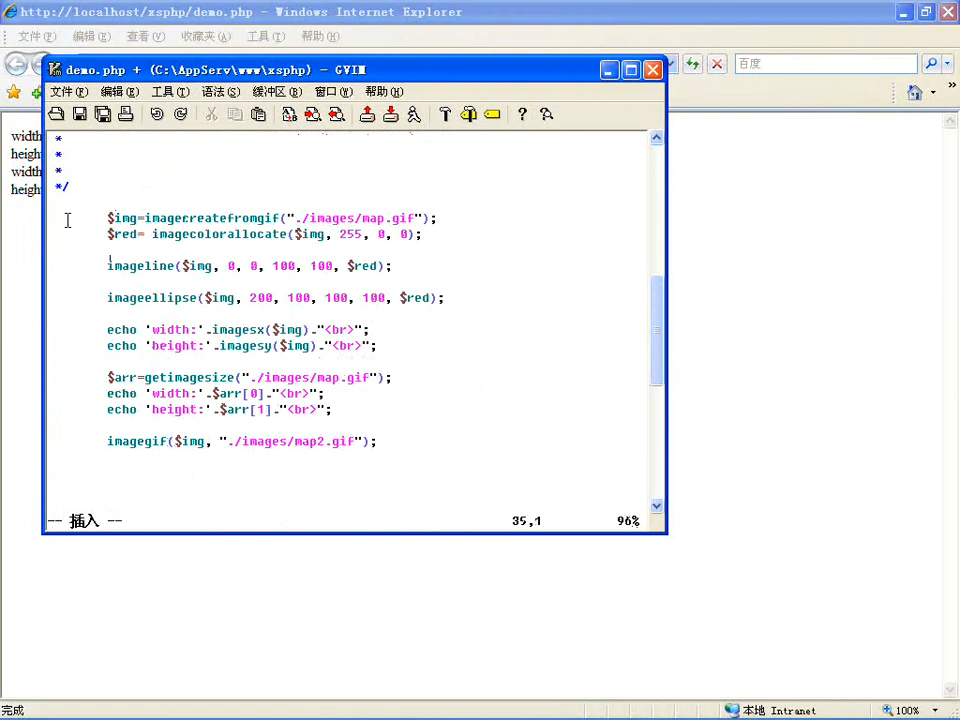 http://localhost/xsphp/demo.php - Windows Internet Explorer
文件(F) 编辑(E) 查看(V) 收藏夹(A) 工具(T) 帮助(H)
百度
demo.php + (C:\AppServ\www\xsphp) - GVIM
文件(F) 编辑(E) 工具(T) 语法(S) 缓冲区(B) 窗口(W) 帮助(H)
width
height
width
height
*
*
*
*/
$img=imagecreatefromgif("./images/map.gif");
$red= imagecolorallocate($img, 255, 0, 0);
imageline($img, 0, 0, 100, 100, $red);
imageellipse($img, 200, 100, 100, 100, $red);
echo 'width:'.imagesx($img)."<br>";
echo 'height:'.imagesy($img)."<br>";
$arr=getimagesize("./images/map.gif");
echo 'width:'.$arr[0]."<br>";
echo 'height:'.$arr[1]."<br>";
imagegif($img, "./images/map2.gif");
-- 插入 -- 35,1 96%
完成 本地 Intranet 100%